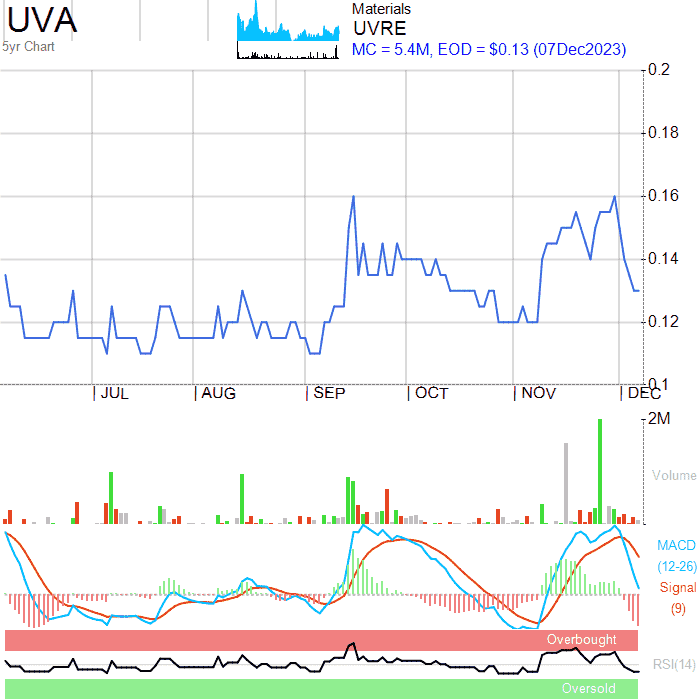 UVA
5yr Chart
Materials
UVRE
MC = 5.4M, EOD = $0.13 (07Dec2023)
0.2
0.18
0.16
0.14
0.12
0.1
JUL AUG SEP OCT NOV DEC
2M
Volume
MACD
(12-26)
Signal
(9)
Overbought
RSI(14)
Oversold